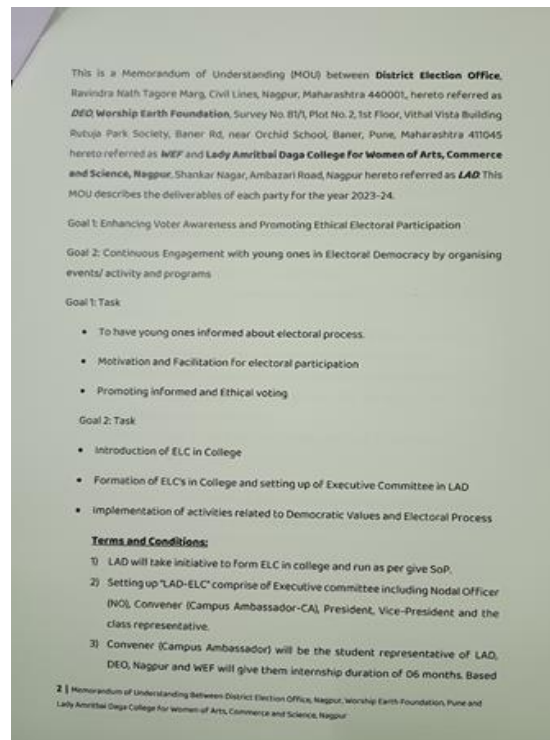 This is a Memorandum of Understanding (MOU) between District Election Office,
Ravindra Nath Tagore Marg, Civil Lines, Nagpur, Maharashtra 440001, hereto referred as
DEO, Worship Earth Foundation, Survey No. 81/1, Plot No. 2, 1st Floor, Vithal Vista Building
Rutuja Park Society, Baner Rd, near Orchid School, Baner, Pune, Maharashtra 411045
hereto referred as WEF and Lady Amritbai Daga College for Women of Arts, Commerce
and Science, Nagpur, Shankar Nagar, Ambazari Road, Nagpur hereto referred as LAD. This
MOU describes the deliverables of each party for the year 2023-24.
Goal 1: Enhancing Voter Awareness and Promoting Ethical Electoral Participation
Goal 2: Continuous Engagement with young ones in Electoral Democracy by organising
events/ activity and programs
Goal 1: Task
• To have young ones informed about electoral process.
• Motivation and Facilitation for electoral participation
• Promoting informed and Ethical voting
Goal 2: Task
• Introduction of ELC in College
• Formation of ELC's in College and setting up of Executive Committee in LAD
• Implementation of activities related to Democratic Values and Electoral Process
Terms and Conditions:
1) LAD will take initiative to form ELC in college and run as per give SoP.
2) Setting up "LAD-ELC" comprise of Executive committee including Nodal Officer
(NO), Convener (Campus Ambassador-CA), President, Vice-President and the
class representative.
3) Convener (Campus Ambassador) will be the student representative of LAD,
DEO, Nagpur and WEF will give them internship duration of 06 months. Based
2 | Memorandum of Understanding Between District Election Office, Nagpur, Worship Earth Foundation, Pune and
Lady Amritbai Daga College for Women of Arts, Commerce and Science, Nagpur